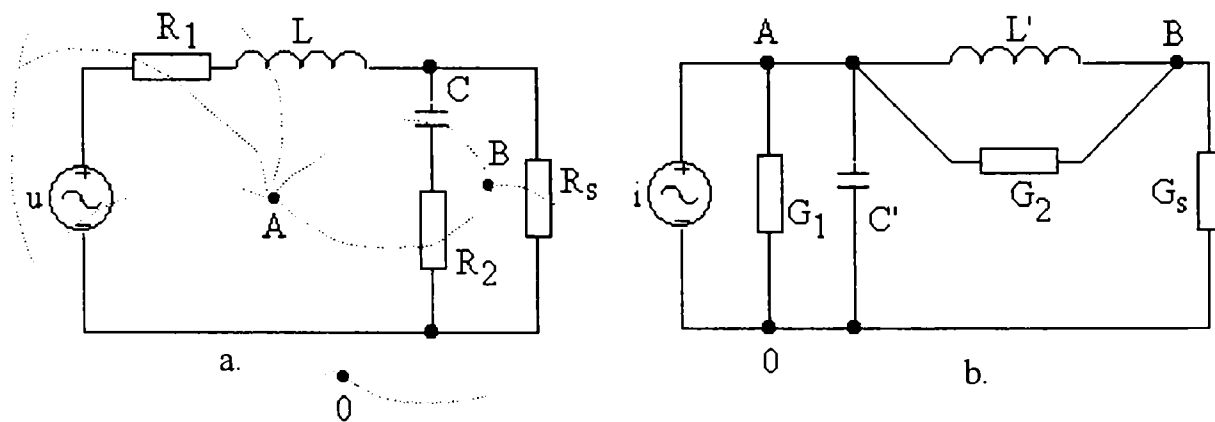 R1 L
C
B
u A Rs
R2
a.
0
A L' B
i G1 C' G2 Gs
0 b.